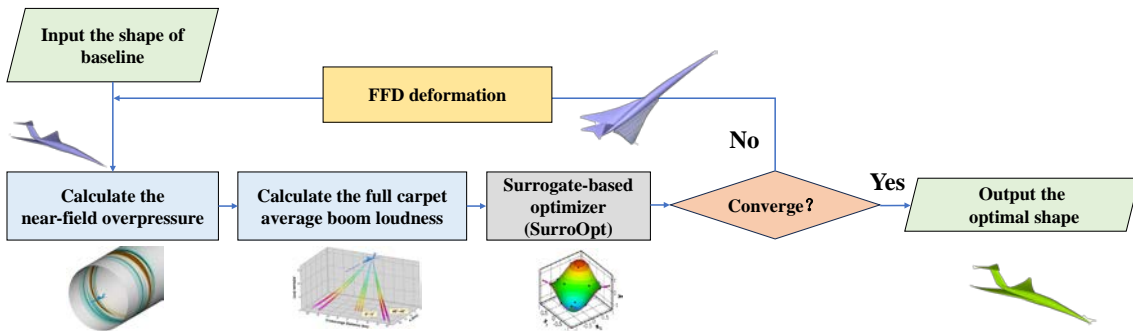 Input the shape of
baseline
FFD deformation
No
Calculate the
near-field overpressure
Calculate the full carpet
average boom loudness
Surrogate-based
optimizer
(SurroOpt)
Converge？
Yes
Output the
optimal shape